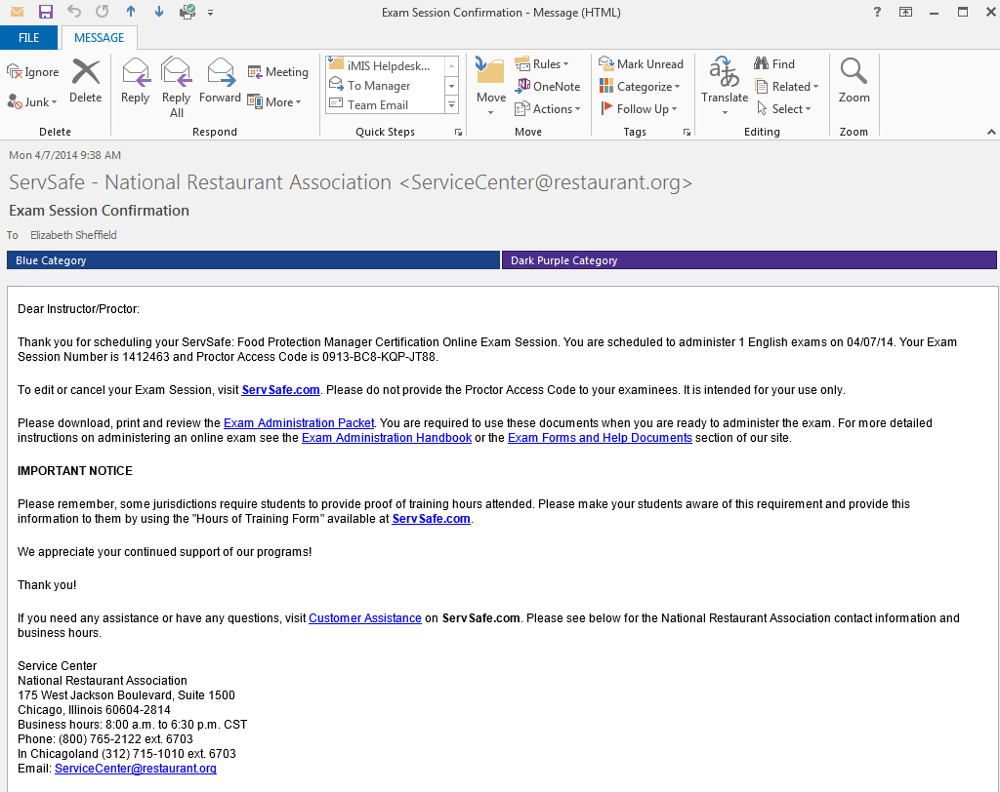 Exam Session Confirmation - Message (HTML)
?
FILE
MESSAGE
Ignore
Junk
Delete
Delete
Reply
Reply All
Forward
Meeting
More
Respond
iMIS Helpdesk...
To Manager
Team Email
Quick Steps
Move
Rules
OneNote
Actions
Move
Mark Unread
Categorize
Follow Up
Tags
Translate
Find
Related
Select
Editing
Zoom
Zoom
Mon 4/7/2014 9:38 AM
ServSafe - National Restaurant Association <ServiceCenter@restaurant.org>
Exam Session Confirmation
To Elizabeth Sheffield
Blue Category
Dark Purple Category
Dear Instructor/Proctor:
Thank you for scheduling your ServSafe: Food Protection Manager Certification Online Exam Session. You are scheduled to administer 1 English exams on 04/07/14. Your Exam
Session Number is 1412463 and Proctor Access Code is 0913-BC8-KQP-JT88.
To edit or cancel your Exam Session, visit ServSafe.com. Please do not provide the Proctor Access Code to your examinees. It is intended for your use only.
Please download, print and review the Exam Administration Packet. You are required to use these documents when you are ready to administer the exam. For more detailed
instructions on administering an online exam see the Exam Administration Handbook or the Exam Forms and Help Documents section of our site.
IMPORTANT NOTICE
Please remember, some jurisdictions require students to provide proof of training hours attended. Please make your students aware of this requirement and provide this
information to them by using the "Hours of Training Form" available at ServSafe.com.
We appreciate your continued support of our programs!
Thank you!
If you need any assistance or have any questions, visit Customer Assistance on ServSafe.com. Please see below for the National Restaurant Association contact information and
business hours.
Service Center
National Restaurant Association
175 West Jackson Boulevard, Suite 1500
Chicago, Illinois 60604-2814
Business hours: 8:00 a.m. to 6:30 p.m. CST
Phone: (800) 765-2122 ext. 6703
In Chicagoland (312) 715-1010 ext. 6703
Email: ServiceCenter@restaurant.org